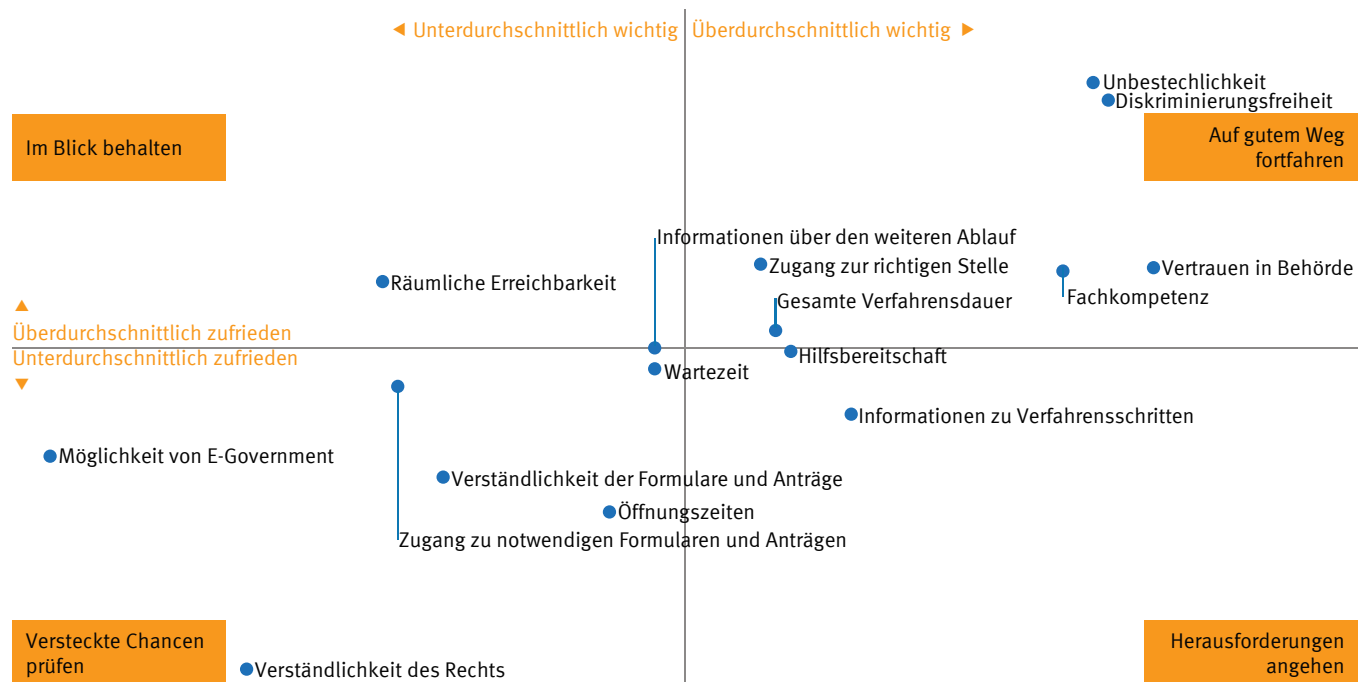 ◄ Unterdurchschnittlich wichtig
Überdurchschnittlich wichtig ►
Unbestechlichkeit
Diskriminierungsfreiheit
Im Blick behalten
Auf gutem Weg
fortfahren
Informationen über den weiteren Ablauf
Zugang zur richtigen Stelle
Vertrauen in Behörde
Räumliche Erreichbarkeit
Gesamte Verfahrensdauer
Fachkompetenz
▲
Überdurchschnittlich zufrieden
Unterdurchschnittlich zufrieden
▼
Hilfsbereitschaft
Wartezeit
Informationen zu Verfahrensschritten
Möglichkeit von E-Government
Verständlichkeit der Formulare und Anträge
Öffnungszeiten
Zugang zu notwendigen Formularen und Anträgen
Versteckte Chancen
prüfen
Verständlichkeit des Rechts
Herausforderungen
angehen